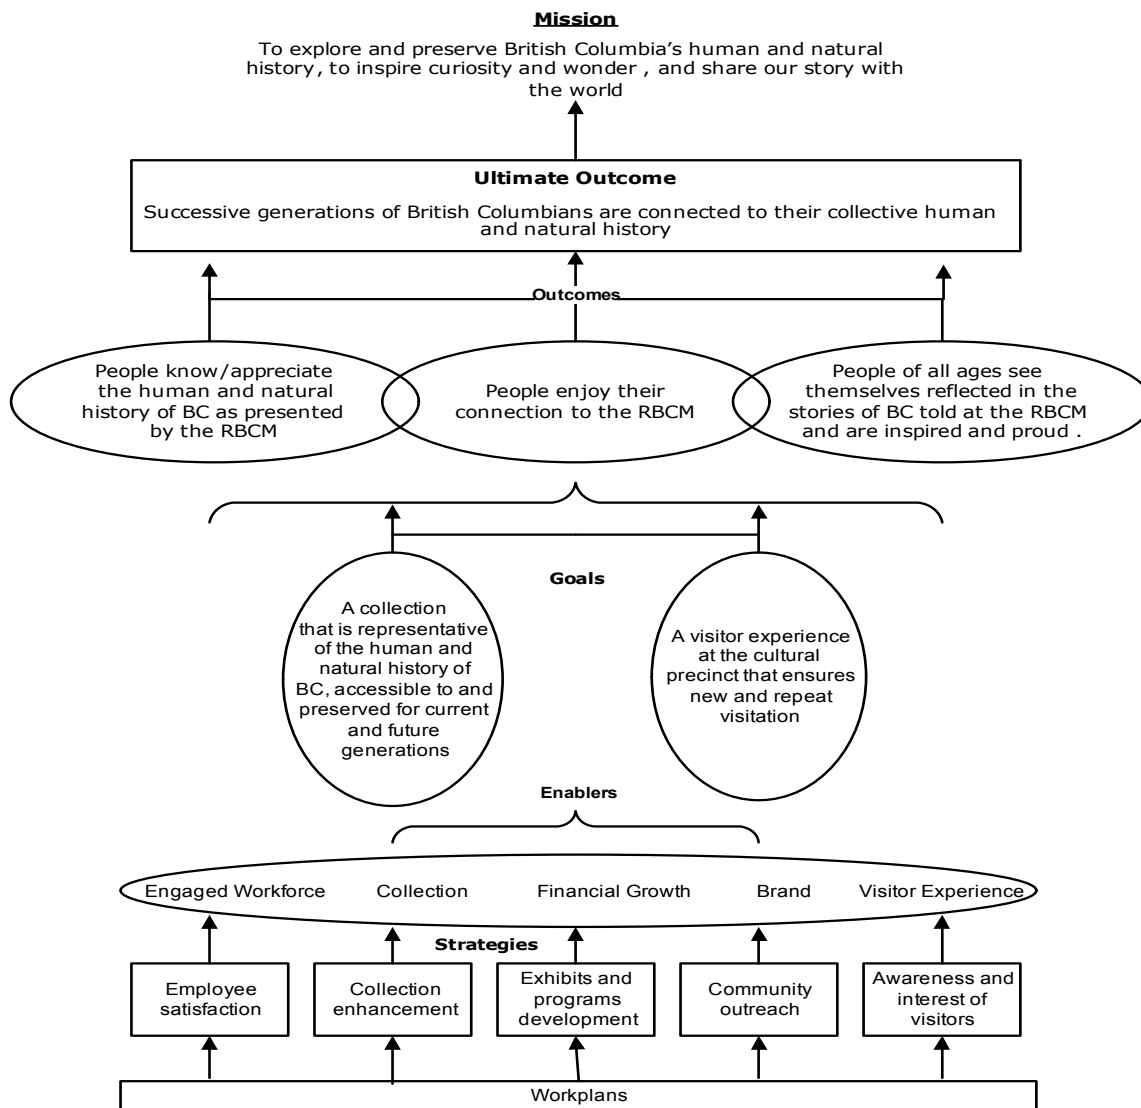 Mission
To explore and preserve British Columbia’s human and natural
history, to inspire curiosity and wonder , and share our story with
the world
Ultimate Outcome
Successive generations of British Columbians are connected to their collective human
and natural history
Outcomes
People know/appreciate
the human and natural
history of BC as presented
by the RBCM
People enjoy their
connection to the RBCM
People of all ages see
themselves reflected in the
stories of BC told at the RBCM
and are inspired and proud .
Goals
A collection
that is representative
of the human and
natural history of
BC, accessible to and
preserved for current
and future
generations
A visitor experience
at the cultural
precinct that ensures
new and repeat
visitation
Enablers
Engaged Workforce
Collection
Financial Growth
Brand
Visitor Experience
Strategies
Employee
satisfaction
Collection
enhancement
Exhibits and
programs
development
Community
outreach
Awareness and
interest of
visitors
Workplans